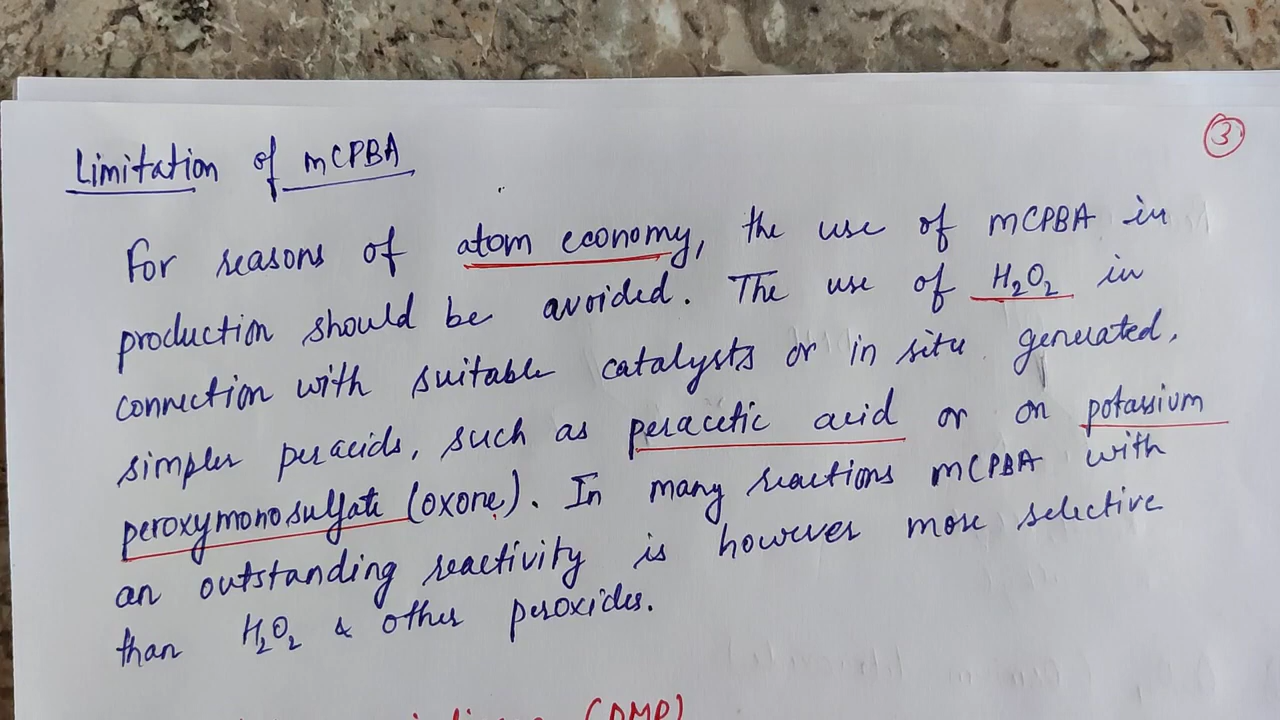 3
Limitation of mCPBA
For reasons of atom economy, the use of mCPBA in
production should be avoided. The use of H₂O₂ in
connection with suitable catalysts or in situ generated,
simpler peracids, such as peracetic acid or on potassium
peroxymonosulfate (oxone). In many reactions mCPBA with
an outstanding reactivity is however more selective
than H₂O₂ & other peroxides.
(DMP)